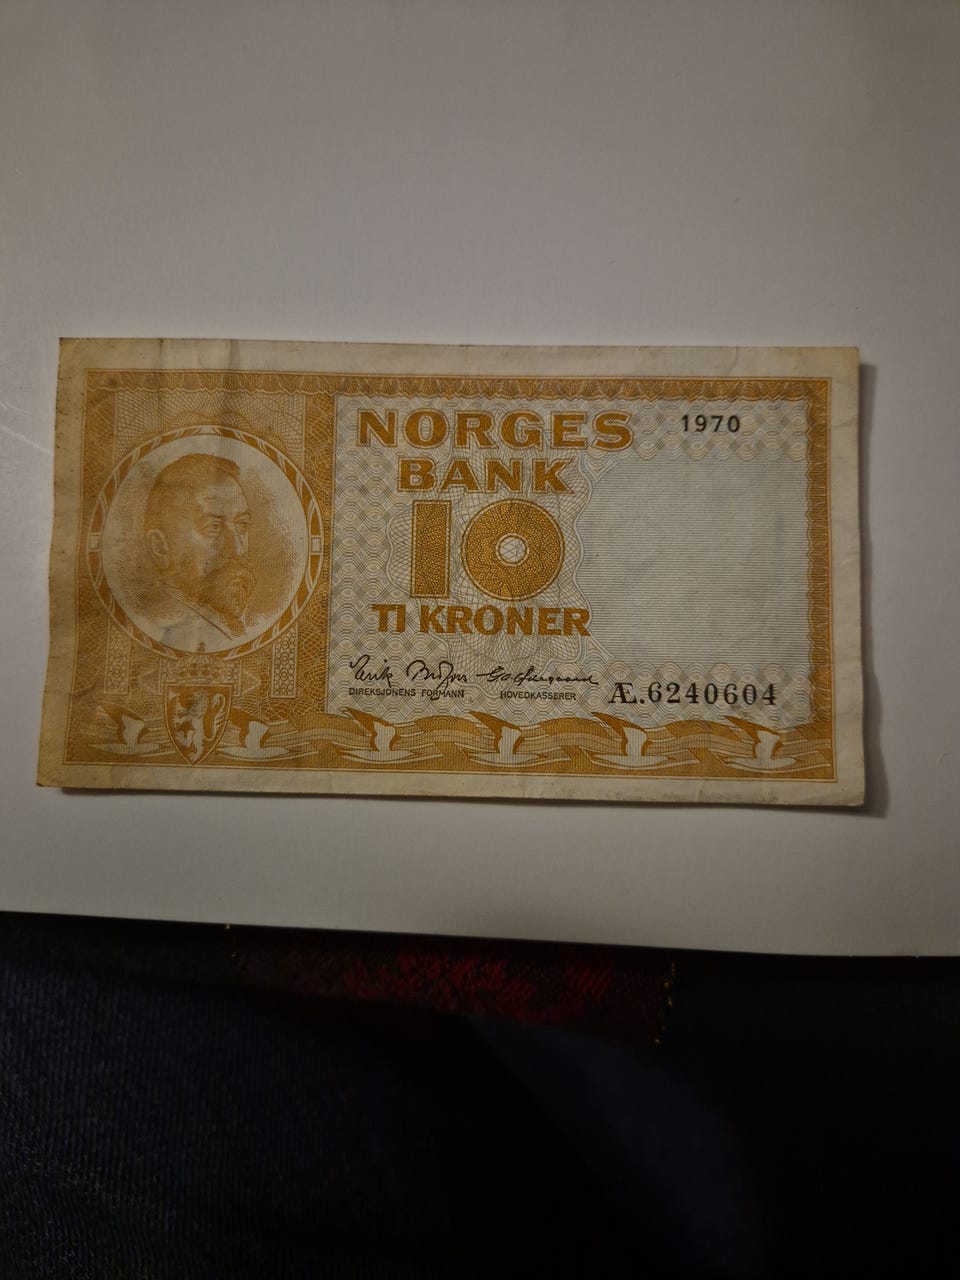 NORGES 1970
BANK
10
TI KRONER
DIREKSJONENS FORMANN HOVEDKASSERER
Æ.6240604